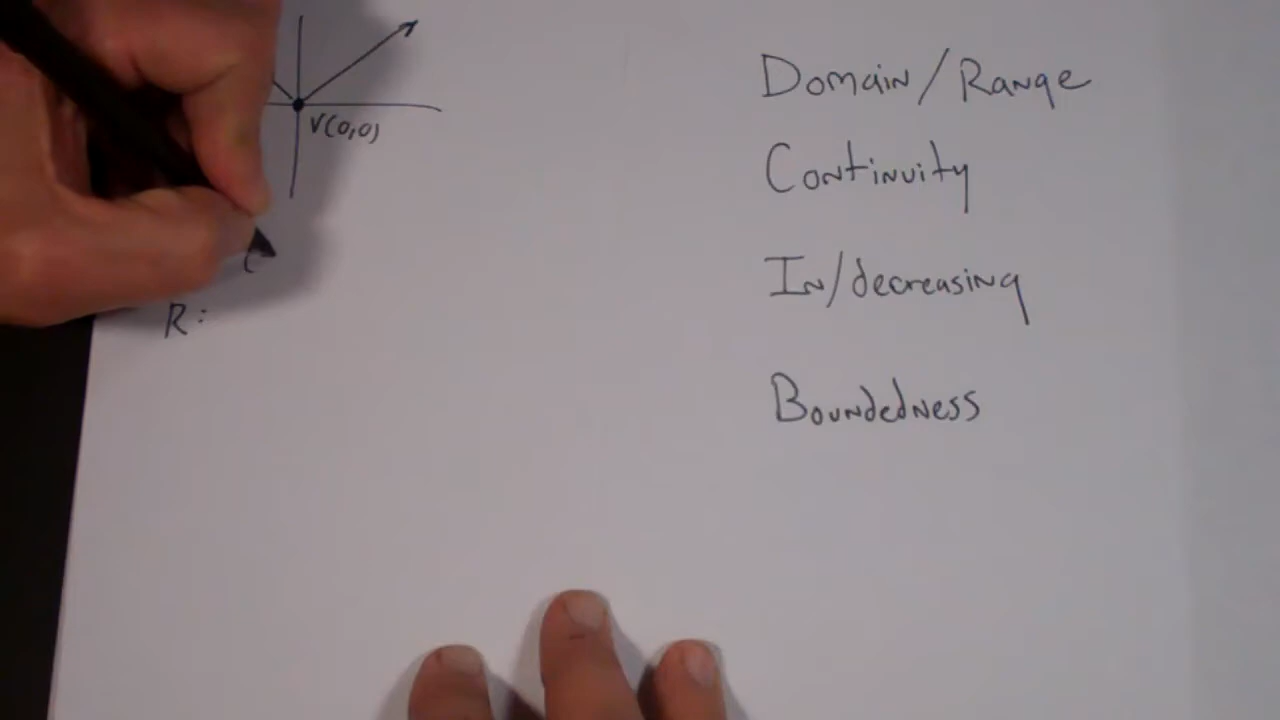 V(0,0)
(
R:
Domain/Range
Continuity
In/decreasing
Boundedness